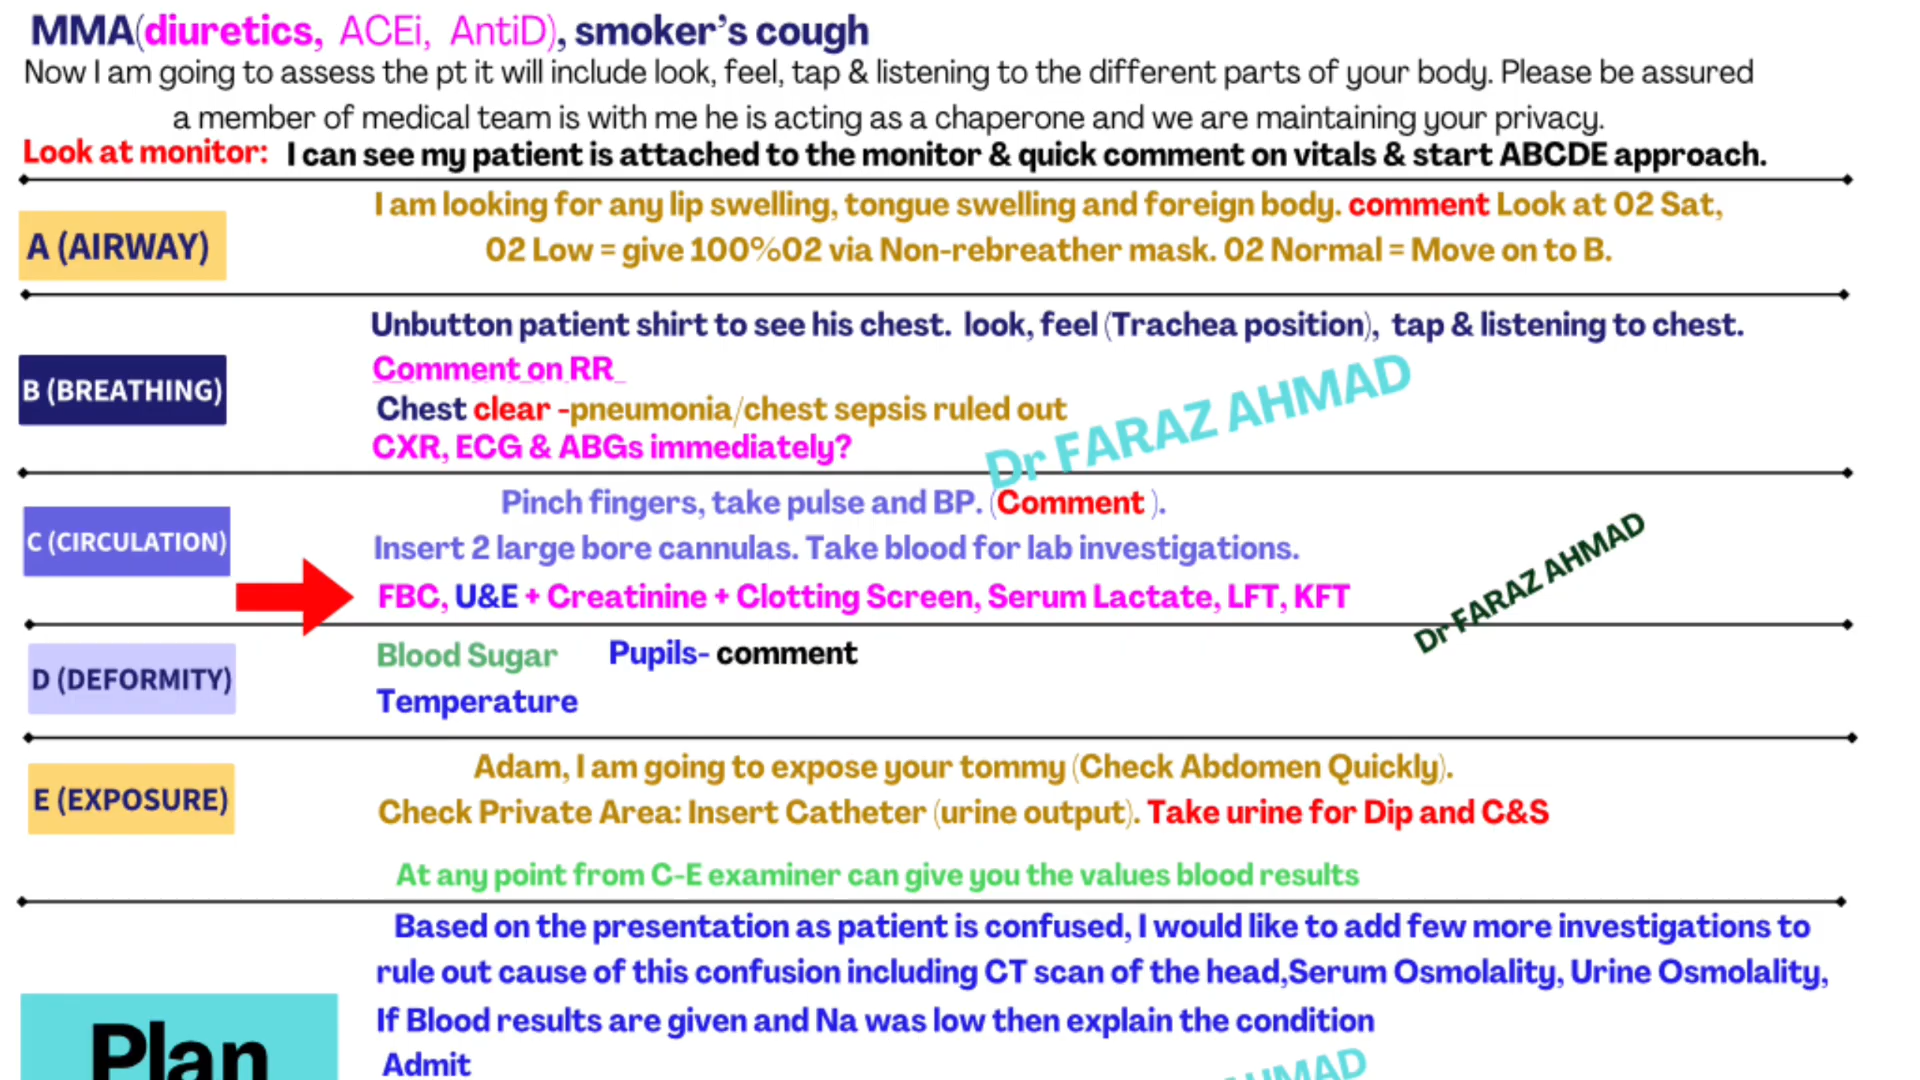 MMA(diuretics, ACEi, AntiD), smoker's cough
Now I am going to assess the pt it will include look, feel, tap & listening to the different parts of your body. Please be assured
a member of medical team is with me he is acting as a chaperone and we are maintaining your privacy.
Look at monitor: I can see my patient is attached to the monitor & quick comment on vitals & start ABCDE approach.
A (AIRWAY)
I am looking for any lip swelling, tongue swelling and foreign body. comment Look at 02 Sat,
02 Low = give 100%02 via Non-rebreather mask. 02 Normal = Move on to B.
B (BREATHING)
Unbutton patient shirt to see his chest. look, feel (Trachea position), tap & listening to chest.
Comment on RR
Chest clear -pneumonia/chest sepsis ruled out
CXR, ECG & ABGs immediately?
Dr FARAZ AHMAD
C (CIRCULATION)
Pinch fingers, take pulse and BP. (Comment ).
Insert 2 large bore cannulas. Take blood for lab investigations.
FBC, U&E + Creatinine + Clotting Screen, Serum Lactate, LFT, KFT
Dr FARAZ AHMAD
D (DEFORMITY)
Blood Sugar Pupils- comment
Temperature
E (EXPOSURE)
Adam, I am going to expose your tommy (Check Abdomen Quickly).
Check Private Area: Insert Catheter (urine output). Take urine for Dip and C&S
At any point from C-E examiner can give you the values blood results
Plan
Based on the presentation as patient is confused, I would like to add few more investigations to
rule out cause of this confusion including CT scan of the head,Serum Osmolality, Urine Osmolality,
If Blood results are given and Na was low then explain the condition
Admit
AHMAD